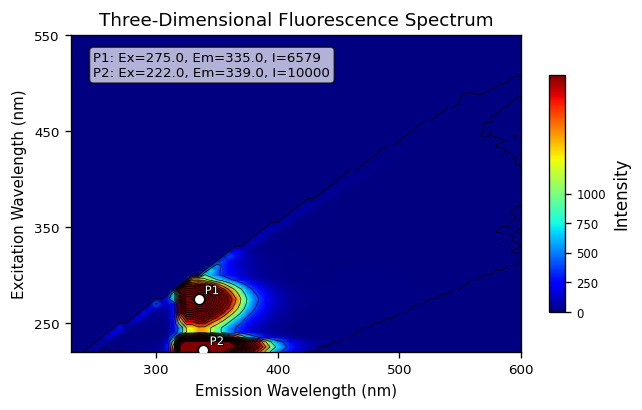 Three-Dimensional Fluorescence Spectrum
P1: Ex=275.0, Em=335.0, I=6579
P2: Ex=222.0, Em=339.0, I=10000
550
450
350
250
Excitation Wavelength (nm)
P1
P2
300
400
500
600
Emission Wavelength (nm)
1000
750
500
250
0
Intensity